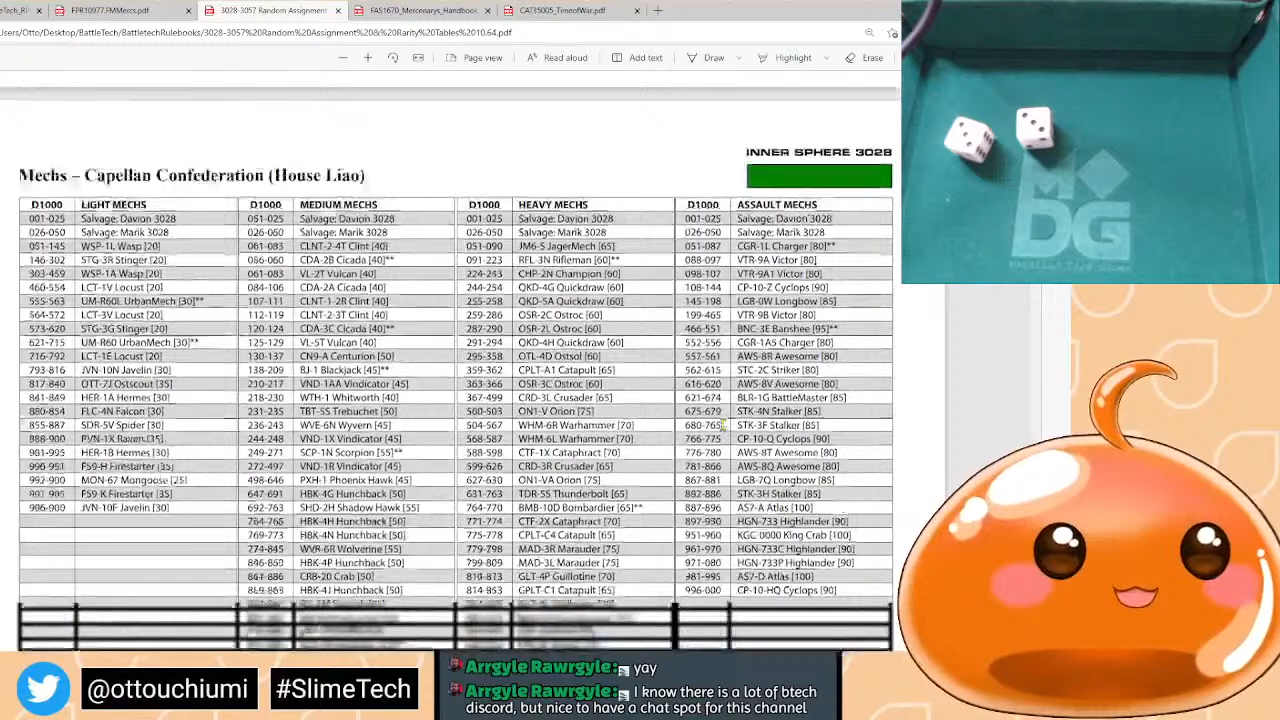 PRP10977.FMMercs.pdf
3028-3057 Random Assignment
FAS1670_Mercenarys_Handbook
CAT35005_TimeofWar.pdf
sers/Otto/Desktop/BattleTech/BattletechRulebooks/3028-3057%20Random%20Assignment%20&%20Rarity%20Tables%2010.64.pdf
Page view
Read aloud
Add text
Draw
Highlight
Erase
INNER SPHERE 3028
Mechs – Capellan Confederation (House Liao)
D1000 LIGHT MECHS D1000 MEDIUM MECHS D1000 HEAVY MECHS D1000 ASSAULT MECHS
001-025 Salvage: Davion 3028 051-025 Salvage: Davion 3028 001-025 Salvage: Davion 3028 001-025 Salvage: Davion 3028
026-050 Salvage: Marik 3028 026-050 Salvage: Marik 3028 026-050 Salvage: Marik 3028 026-050 Salvage: Marik 3028
051-145 WSP-1L Wasp [20] 061-083 CLNT-2-4T Clint [40] 051-090 JM6-S JagerMech [65] 051-087 CGR-1L Charger [80]**
146-302 STG-3R Stinger [20] 066-060 CDA-2B Cicada [40]** 091-223 RFL-3N Rifleman [60]** 088-097 VTR-9A Victor [80]
303-459 WSP-1A Wasp [20] 061-083 VL-2T Vulcan [40] 224-243 CHP-2N Champion [60] 098-107 VTR-9A1 Victor [80]
460-554 LCT-1V Locust [20] 084-106 CDA-2A Cicada [40] 244-254 QKD-4G Quickdraw [60] 108-144 CP-10-Z Cyclops [90]
555-563 UM-R60L UrbanMech [30]** 107-111 CLNT-1-2R Clint [40] 255-258 QKD-5A Quickdraw [60] 145-198 LGB-0W Longbow [85]
564-572 LCT-3V Locust [20] 112-119 CLNT-2-3T Clint [40] 259-286 OSR-2C Ostroc [60] 199-465 VTR-9B Victor [80]
573-620 STG-3G Stinger [20] 120-124 CDA-3C Cicada [40]** 287-290 OSR-2L Ostroc [60] 466-551 BNC-3E Banshee [95]**
621-715 UM-R60 UrbanMech [30]** 125-129 VL-5T Vulcan [40] 291-294 QKD-4H Quickdraw [60] 552-556 CGR-1A5 Charger [80]
716-792 LCT-1E Locust [20] 130-137 CN9-A Centurion [50] 295-358 OTL-4D Ostsol [60] 557-561 AWS-8R Awesome [80]
793-816 JVN-10N Javelin [30] 138-209 BJ-1 Blackjack [45]** 359-362 CPLT-A1 Catapult [65] 562-615 STC-2C Striker [80]
817-840 OTT-7J Ostscout [35] 210-217 VND-1AA Vindicator [45] 363-366 OSR-3C Ostroc [60] 616-620 AWS-8V Awesome [80]
841-849 HER-1A Hermes [30] 218-230 WTH-1 Whitworth [40] 367-499 CRD-3L Crusader [65] 621-674 BLR-1G BattleMaster [85]
880-854 FLC-4N Falcon [30] 231-235 TBT-5S Trebuchet [50] 500-503 ON1-V Orion [75] 675-679 STK-4N Stalker [85]
855-887 SDR-5V Spider [30] 236-243 WVE-6N Wyvern [45] 504-567 WHM-6R Warhammer [70] 680-765 STK-3F Stalker [85]
888-900 RVN-1X Raven [35] 244-248 VND-1X Vindicator [45] 568-587 WHM-6L Warhammer [70] 766-775 CP-10-Q Cyclops [90]
981-995 HER-1B Hermes [30] 249-271 SCP-1N Scorpion [55]** 588-598 CTF-1X Cataphract [70] 776-780 AWS-8T Awesome [80]
996-991 FS9-H Firestarter [35] 272-497 VND-1R Vindicator [45] 599-626 CRD-3R Crusader [65] 781-866 AWS-8Q Awesome [80]
992-900 MON-67 Mongoose [25] 498-646 PXH-1 Phoenix Hawk [45] 627-630 ON1-VA Orion [75] 867-881 LGB-7Q Longbow [85]
FS9-K Firestarter [35] 647-691 HBK-4G Hunchback [50] 631-763 TDR-5S Thunderbolt [65] 882-886 STK-3H Stalker [85]
906-000 JVN-10F Javelin [30] 692-763 SHD-2H Shadow Hawk [55] 764-770 BMB-10D Bombardier [65]** 887-896 AS7-A Atlas [100]
764-765 HBK-4H Hunchback [50] 771-774 CTF-2X Cataphract [70] 897-950 HGN-733 Highlander [90]
769-773 HBK-4N Hunchback [50] 775-778 CPLT-C4 Catapult [65] 951-960 KGC-0000 King Crab [100]
274-845 WVR-6R Wolverine [55] 779-798 MAD-3R Marauder [75] 961-970 HGN-733C Highlander [90]
846-850 HBK-4P Hunchback [50] 799-809 MAD-3L Marauder [75] 971-080 HGN-733P Highlander [90]
CRB-20 Crab [50] 810-813 GLT-4P Guillotine [70] 981-995 AS7-D Atlas [100]
HBK-4J Hunchback [50] 814-853 GPLT-C1 Catapult [65] 996-000 CP-10-HQ Cyclops [90]
MDG
@ottouchiumi
#SlimeTech
Arrgyle Rawrgyle: yay
Arrgyle Rawrgyle: I know there is a lot of btech
discord, but nice to have a chat spot for this channel